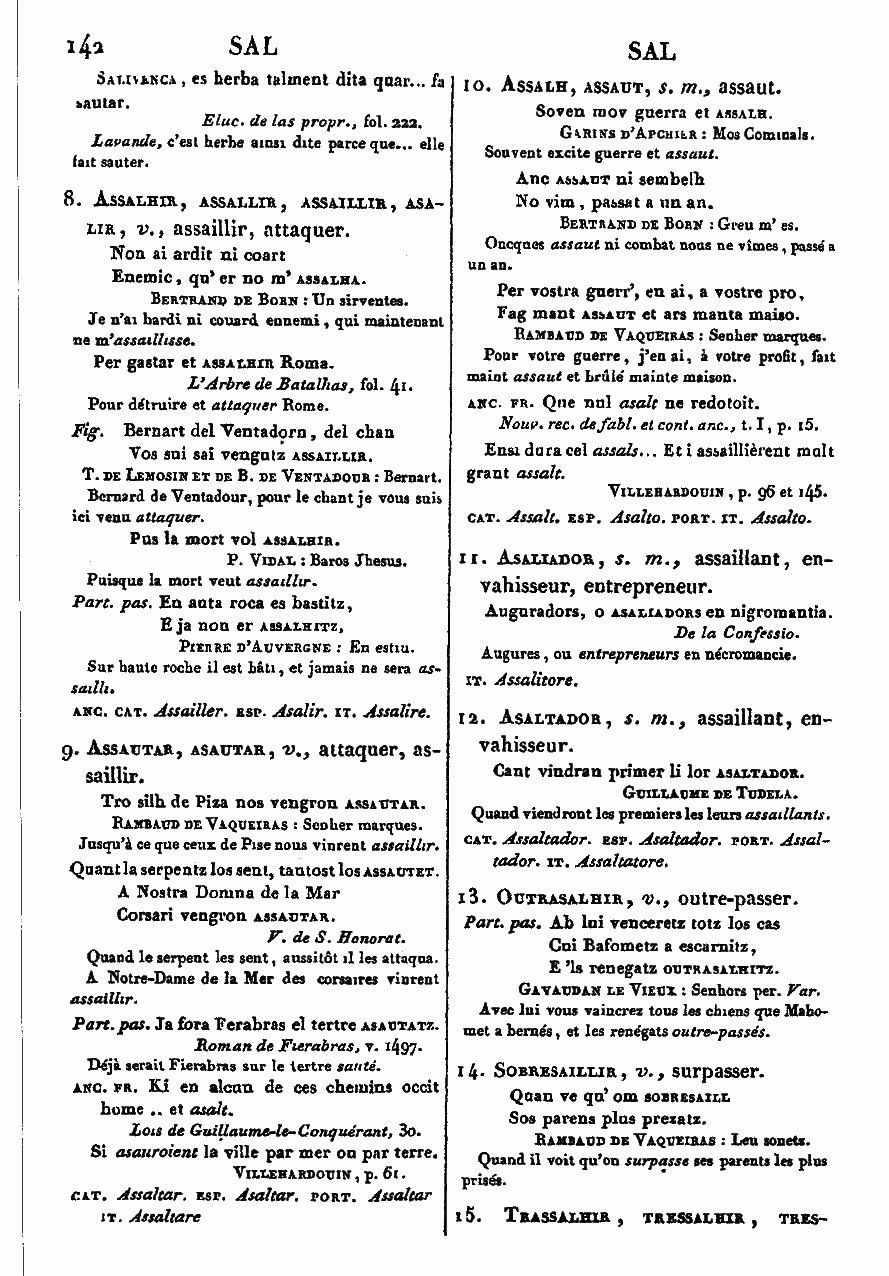 142 SAL SAL
SALIVANCA, es herba talment dita quar... fa
sautar.
Eluc. de las propr., fol. 222.
Lavande, c'est herbe ainsi dite parce que... elle
fait sauter.
8. ASSALHIR, ASSALLIR, ASSAILLIR, ASA-
LIR, v., assaillir, attaquer.
Non ai ardit ni coart
Enemic, qu'er no m'ASSALHA.
BERTRAND DE BORN : Un sirventes.
Je n'ai hardi ni couard ennemi, qui maintenant
ne m'assaillisse.
Per gastar et ASSALHIR Roma.
L'Arbre de Batalhas, fol. 41.
Pour détruire et attaquer Rome.
Fig. Bernart del Ventadorn, del chan
Vos sui sai vengutz ASSAILLIR.
T. DE LEMOSIN ET DE B. DE VENTADOUR : Bernart.
Bernard de Ventadour, pour le chant je vous suis
ici venu attaquer.
Pus la mort vol ASSALHIR.
P. VIDAL : Baros Jhesus.
Puisque la mort veut assaillir.
Part. pas. En auta roca es bastitz,
E ja non er ASSALHITZ,
PIERRE D'AUVERGNE : En estiu.
Sur haute roche il est bâti, et jamais ne sera as-
sailli.
ANC. CAT. Assailler. ESP. Asalir. IT. Assalire.
9. ASSAUTAR, ASAUTAR, v., attaquer, as-
saillir.
Tro silh de Piza nos vengron ASSAUTAR.
RAMBAUD DE VAQUEIRAS : Senher marques.
Jusqu'à ce que ceux de Pise nous vinrent assaillir.
Quant la serpentz los sent, tantost los ASSAUTET.
A Nostra Domna de la Mar
Corsari vengron ASSAUTAR.
V. de S. Honorat.
Quand le serpent les sent, aussitôt il les attaqua.
A Notre-Dame de la Mer des corsaires vinrent
assaillir.
Part. pas. Ja fora Ferabras el tertre ASAUTATZ.
Roman de Fierabras, v. 1497.
Déjà serait Fierabras sur le tertre sauté.
ANC. FR. Ki en alcun de ces chemins occit
home .. et asalt.
Lois de Guillaume-le-Conquérant, 30.
Si asauroient la ville par mer ou par terre.
VILLEHARDOUIN, p. 61.
CAT. Assaltar. ESP. Asaltar. PORT. Assaltar
IT. Assaltare
10. ASSALH, ASSAUT, s. m., assaut.
Soven mov guerra et ASSALH.
GARINS D'APCHIER : Mos Cominals.
Souvent excite guerre et assaut.
Anc ASSAUT ni sembelh
No vim, passat a un an.
BERTRAND DE BORN : Greu m'es.
Oncques assaut ni combat nous ne vîmes, passé a
un an.
Per vostra guerr', en ai, a vostre pro,
Fag mant ASSAUT et ars manta maiso.
RAMBAUD DE VAQUEIRAS : Senher marques.
Pour votre guerre, j'en ai, à votre profit, fait
maint assaut et brûlé mainte maison.
ANC. FR. Que nul asalt ne redotoit.
Nouv. rec. de fabl. et cont. anc., t. I, p. 15.
Ensi dura cel assals... Et i assaillièrent mult
grant assalt.
VILLEHARDOUIN, p. 96 et 145.
CAT. Assalt. ESP. Asalto. PORT. IT. Assalto.
11. ASALIADOR, s. m., assaillant, en-
vahisseur, entrepreneur.
Auguradors, o ASALIADORS en nigromantia.
De la Confessio.
Augures, ou entrepreneurs en nécromancie.
IT. Assalitore.
12. ASALTADOR, s. m., assaillant, en-
vahisseur.
Cant vindran primer li lor ASALTADOR.
GUILLAUME DE TUDELA.
Quand viendront les premiers les leurs assaillants.
CAT. Assaltador. ESP. Asaltador. PORT. Assal-
tador. IT. Assaltatore.
13. OUTRASALHIR, v., outre-passer.
Part. pas. Ab lui venceretz totz los cas
Cui Bafometz a escarnitz,
E 'ls renegatz OUTRASALHITZ.
GAVAUDAN LE VIEUX : Senhors per. Var.
Avec lui vous vaincrez tous les chiens que Maho-
met a bernés, et les renégats outre-passés.
14. SOBRESAILLIR, v., surpasser.
Quan ve qu'om SOBRESAILL
Sos parens plus prezatz.
RAMBAUD DE VAQUEIRAS : Leu sonetz.
Quand il voit qu'on surpasse ses parents les plus
prisés.
15. TRASSALHIR, TRESSALHIR, TRES-